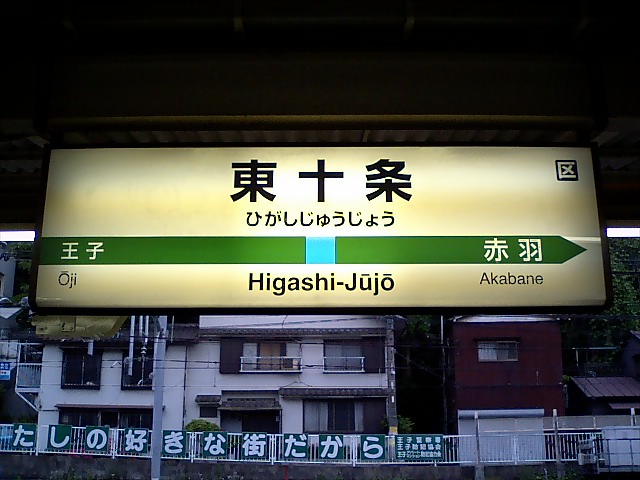 東十条
区
ひがしじゅうじょう
王子 赤羽
Ōji Higashi-Jūjō Akabane
たしの好きな街だから